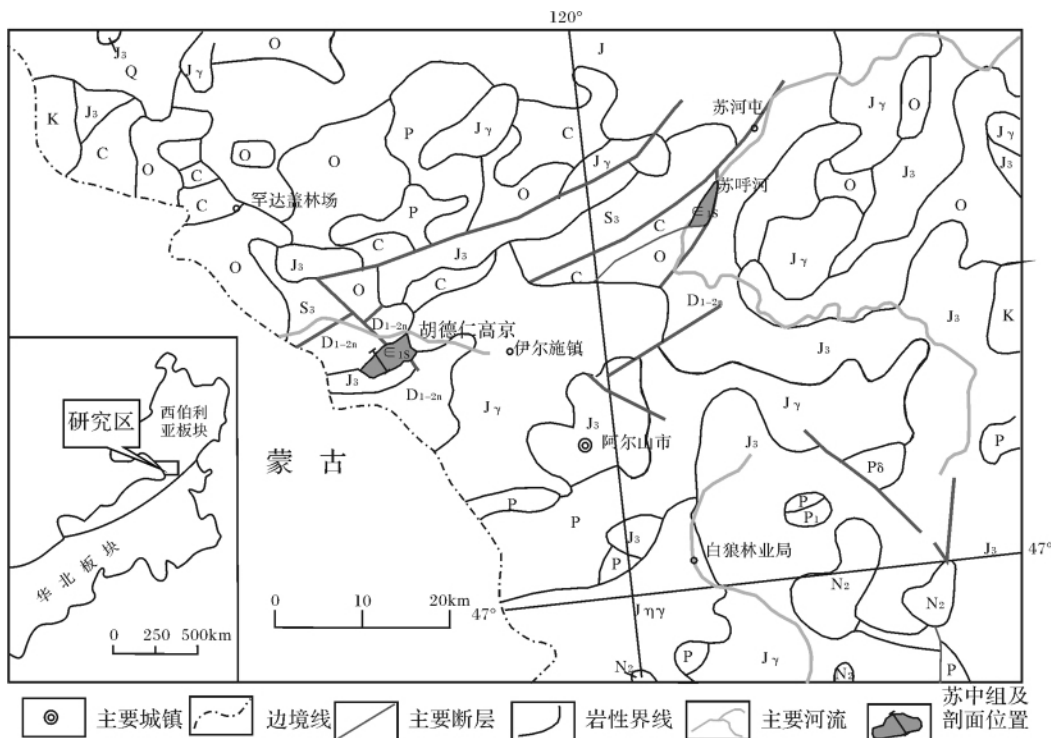 120°
J₃
Q
Jγ
O
J
K
J₃
C
O
C
C
O
O
P
Jγ
P
C
Jγ
O
苏河屯
Jγ
O
Jγ
J₃
J₃
O
O
罕达盖林场
苏呼河
∈₁s
S₃
C
O
C
Jγ
O
J₃
C
J₃
O
C
S₃
D₁₋₂n
D₁₋₂n
胡德仁高京
∈₁s
J₃
D₁₋₂n
伊尔施镇
D₁₋₂n
J₃
J₃
K
Jγ
Jγ
J₃
阿尔山市
J₃
Pδ
P
蒙 古
P
P
J₃
P
P
P₁
白狼林业局
J₃
47°
N₂
N₂
47°
Jηγ
P
N₂
Jγ
N₂
P
西伯利
亚板块
研究区
华北板块
0 250 500km
0 10 20km
主要城镇
边境线
主要断层
岩性界线
主要河流
苏中组及
剖面位置